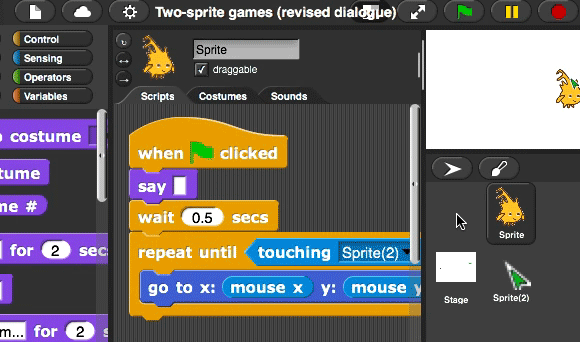 Two-sprite games (revised dialogue)
Control
Sensing
Operators
Variables
Sprite
draggable
Scripts Costumes Sounds
costume
tume
me #
for 2 sec
m... for 2 s
when clicked
say
wait 0.5 secs
repeat until touching Sprite(2)
go to x: mouse x y: mouse y
Sprite
Stage
Sprite(2)